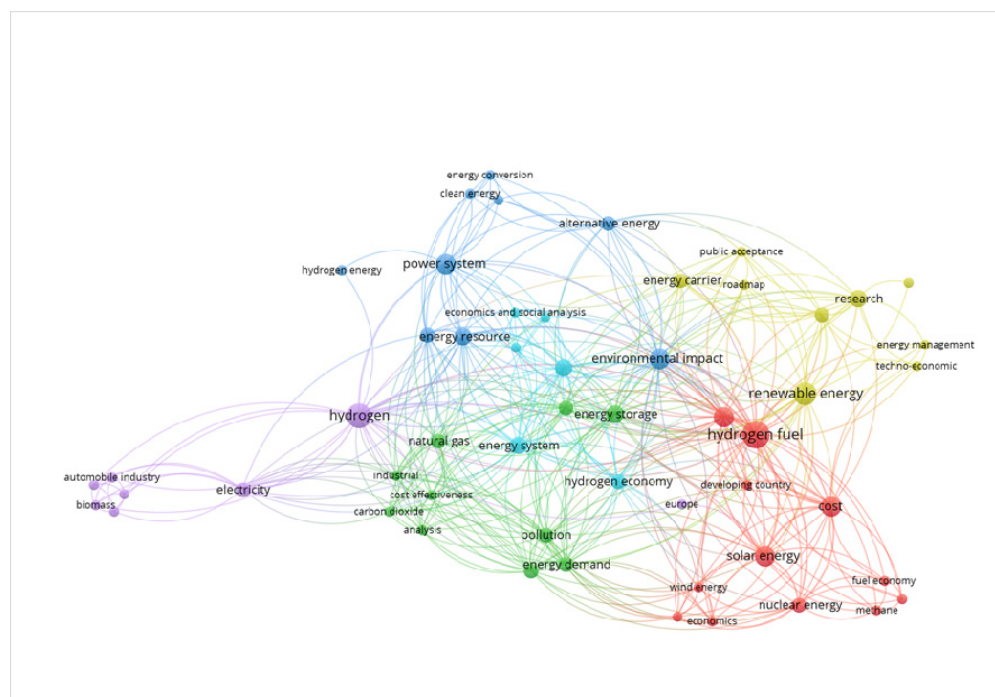 energy conversion
clean energy
alternative energy
public acceptance
power system
hydrogen energy
energy carrier
roadmap
research
economics and social analysis
energy resource
energy management
environmental impact
techno-economic
renewable energy
hydrogen
energy storage
hydrogen fuel
natural gas
energy system
industrial
automobile industry
hydrogen economy
developing country
electricity
cost effectiveness
biomass
europe
cost
carbon dioxide
analysis
pollution
solar energy
energy demand
fuel economy
wind energy
nuclear energy
methane
economics